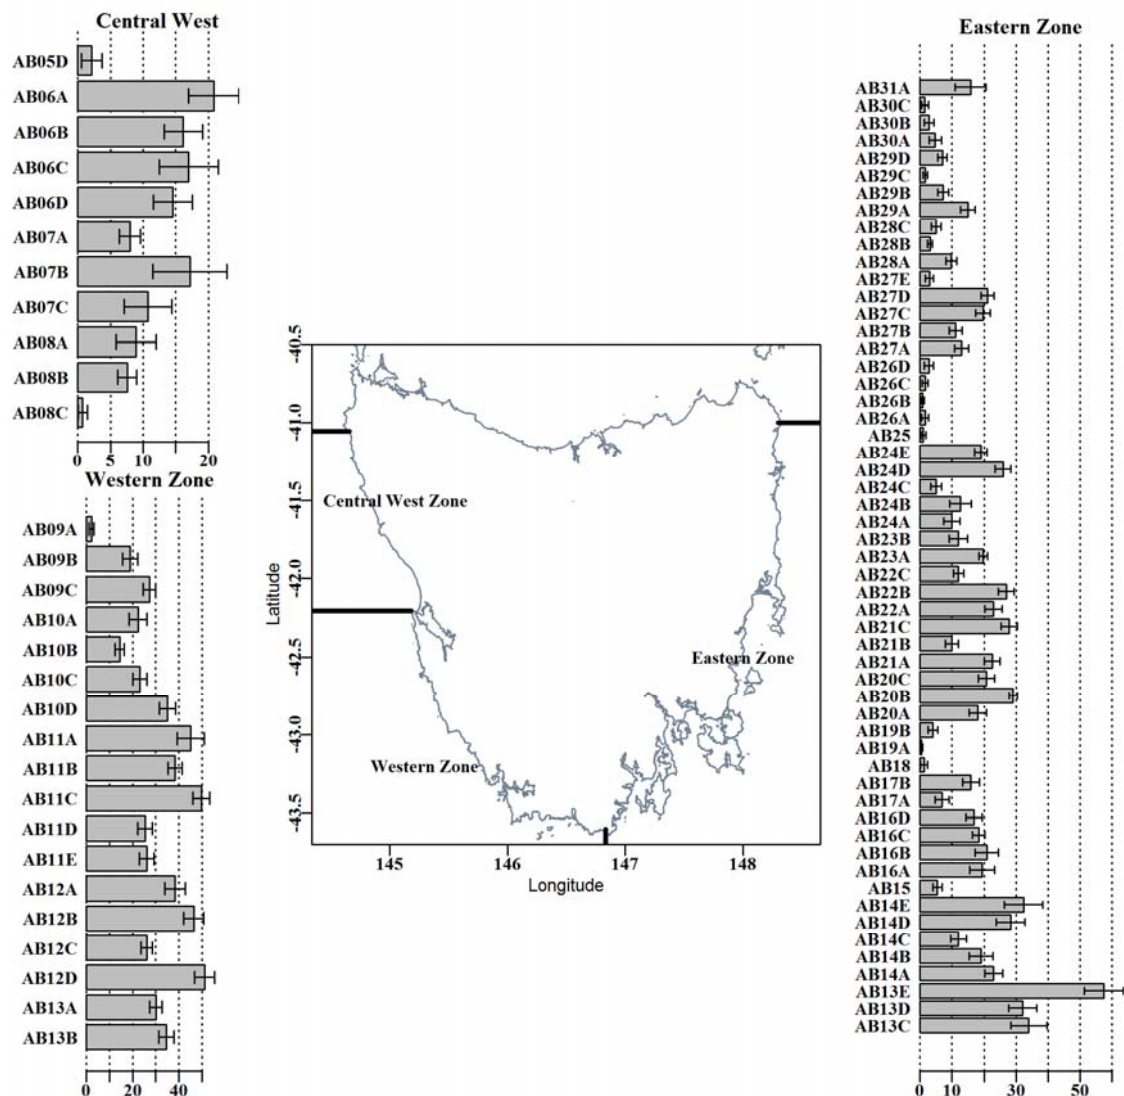 Central West
AB05D
AB06A
AB06B
AB06C
AB06D
AB07A
AB07B
AB07C
AB08A
AB08B
AB08C
0 10 20
Western Zone
AB09A
AB09B
AB09C
AB10A
AB10B
AB10C
AB10D
AB11A
AB11B
AB11C
AB11D
AB11E
AB12A
AB12B
AB12C
AB12D
AB13A
AB13B
0 20 40
Latitude
-40.5
-41.0
-41.5
-42.0
-42.5
-43.0
-43.5
Central West Zone
Eastern Zone
Western Zone
145 146 147 148
Longitude
Eastern Zone
AB31A
AB30C
AB30B
AB30A
AB29D
AB29C
AB29B
AB29A
AB28C
AB28B
AB28A
AB27E
AB27D
AB27C
AB27B
AB27A
AB26D
AB26C
AB26B
AB26A
AB25
AB24E
AB24D
AB24C
AB24B
AB24A
AB23B
AB23A
AB22C
AB22B
AB22A
AB21C
AB21B
AB21A
AB20C
AB20B
AB20A
AB19B
AB19A
AB18
AB17B
AB17A
AB16D
AB16C
AB16B
AB16A
AB15
AB14E
AB14D
AB14C
AB14B
AB14A
AB13E
AB13D
AB13C
0 10 30 50